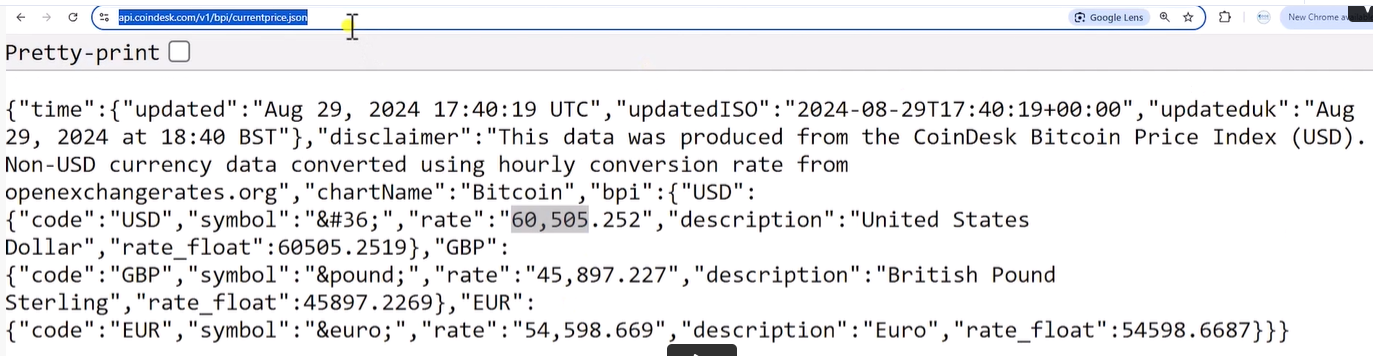 api.coindesk.com/v1/bpi/currentprice.json
Google Lens
New Chrome available
Pretty-print
{"time":{"updated":"Aug 29, 2024 17:40:19 UTC","updatedISO":"2024-08-29T17:40:19+00:00","updateduk":"Aug
29, 2024 at 18:40 BST"},"disclaimer":"This data was produced from the CoinDesk Bitcoin Price Index (USD).
Non-USD currency data converted using hourly conversion rate from
openexchangerates.org","chartName":"Bitcoin","bpi":{"USD":
{"code":"USD","symbol":"&#36;","rate":"60,505.252","description":"United States
Dollar","rate_float":60505.2519},"GBP":
{"code":"GBP","symbol":"&pound;","rate":"45,897.227","description":"British Pound
Sterling","rate_float":45897.2269},"EUR":
{"code":"EUR","symbol":"&euro;","rate":"54,598.669","description":"Euro","rate_float":54598.6687}}}